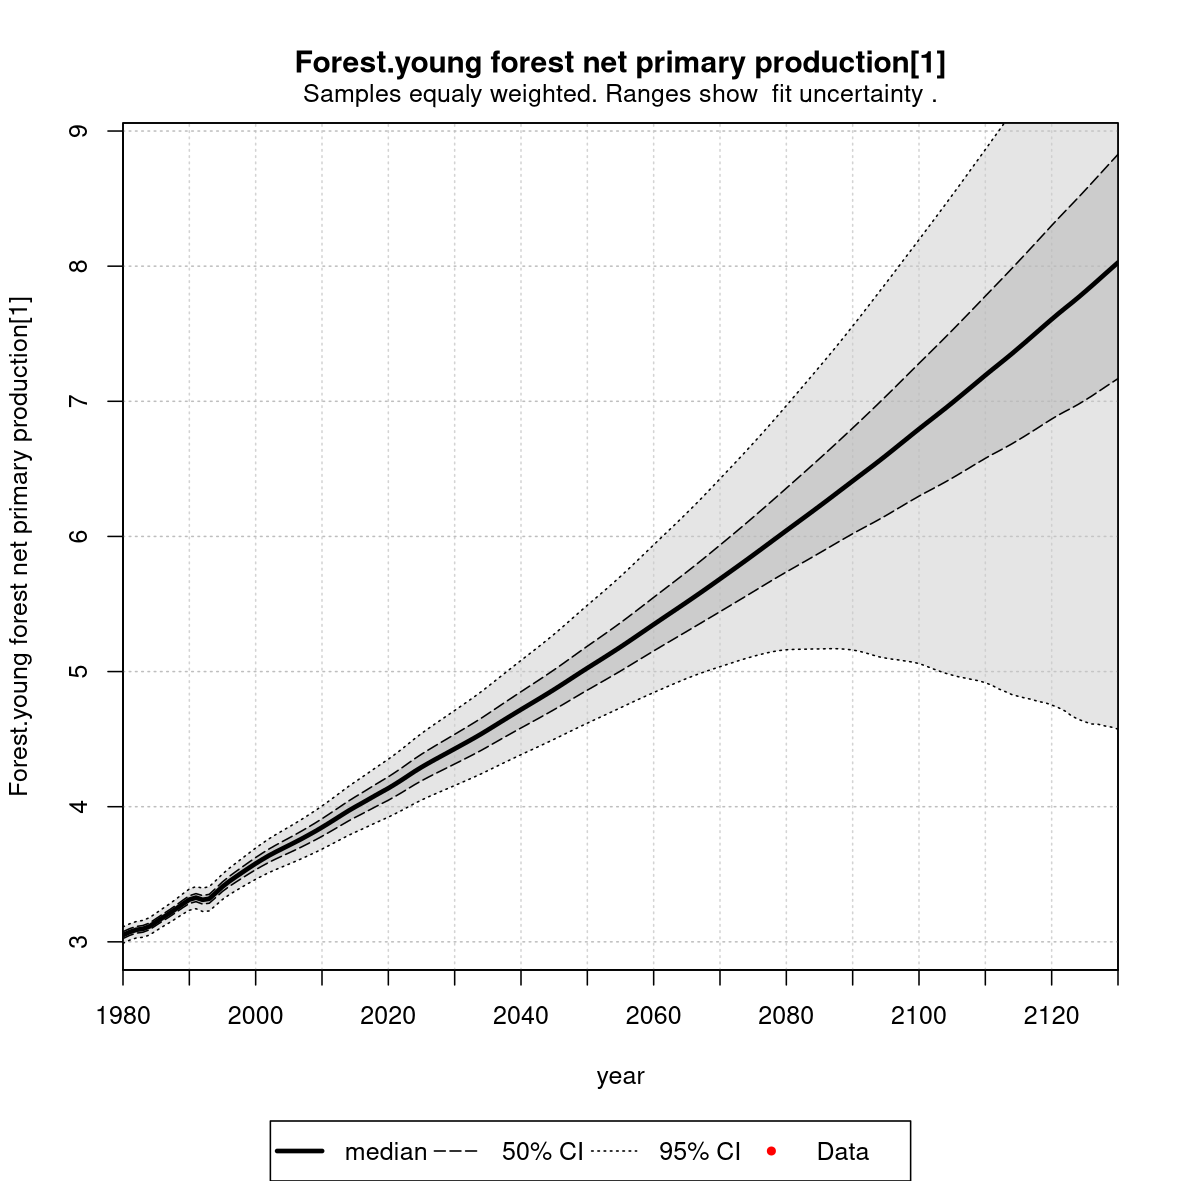 Forest.young forest net primary production[1]
Samples equaly weighted. Ranges show  fit uncertainty .
Forest.young forest net primary production[1]
9
8
7
6
5
4
3
1980 2000 2020 2040 2060 2080 2100 2120
year
median 50% CI 95% CI Data